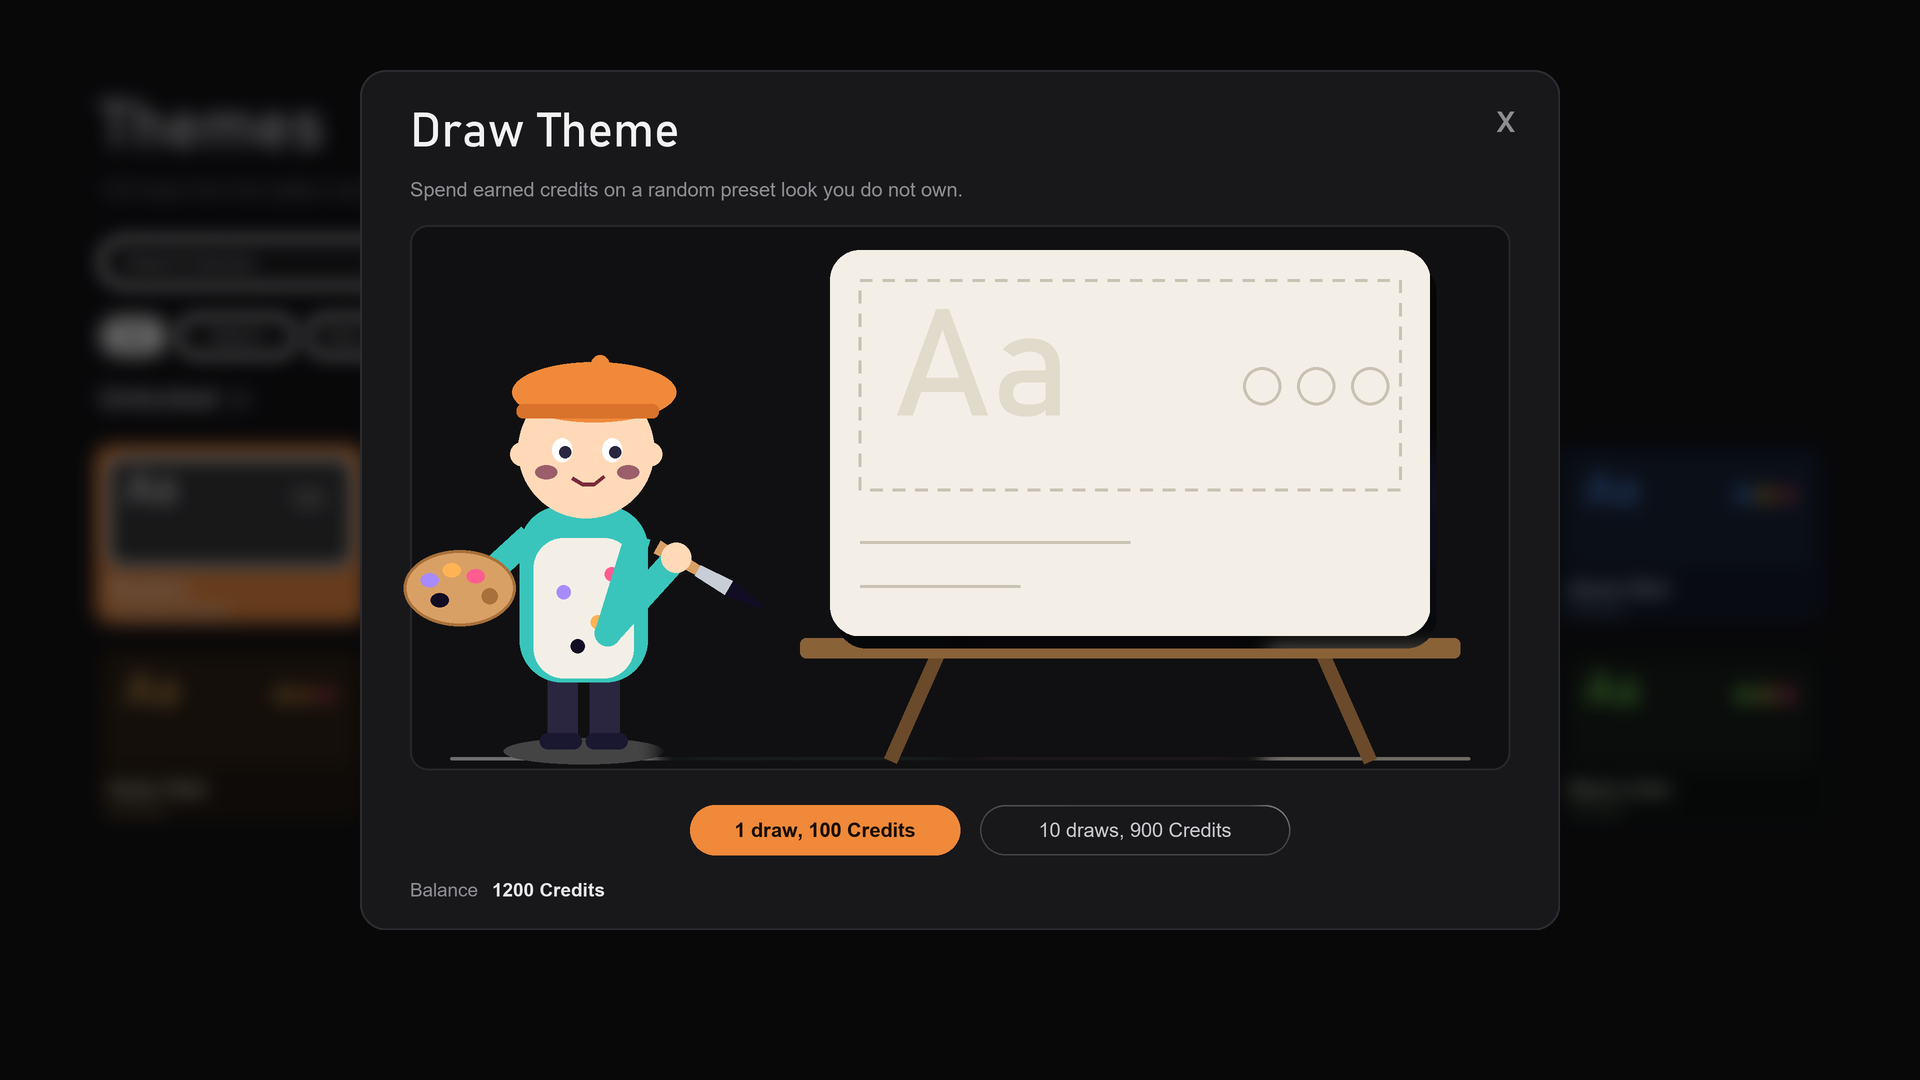 Themes
Draw Theme
X
Spend earned credits on a random preset look you do not own.
Aa
1 draw, 100 Credits
10 draws, 900 Credits
Balance 1200 Credits